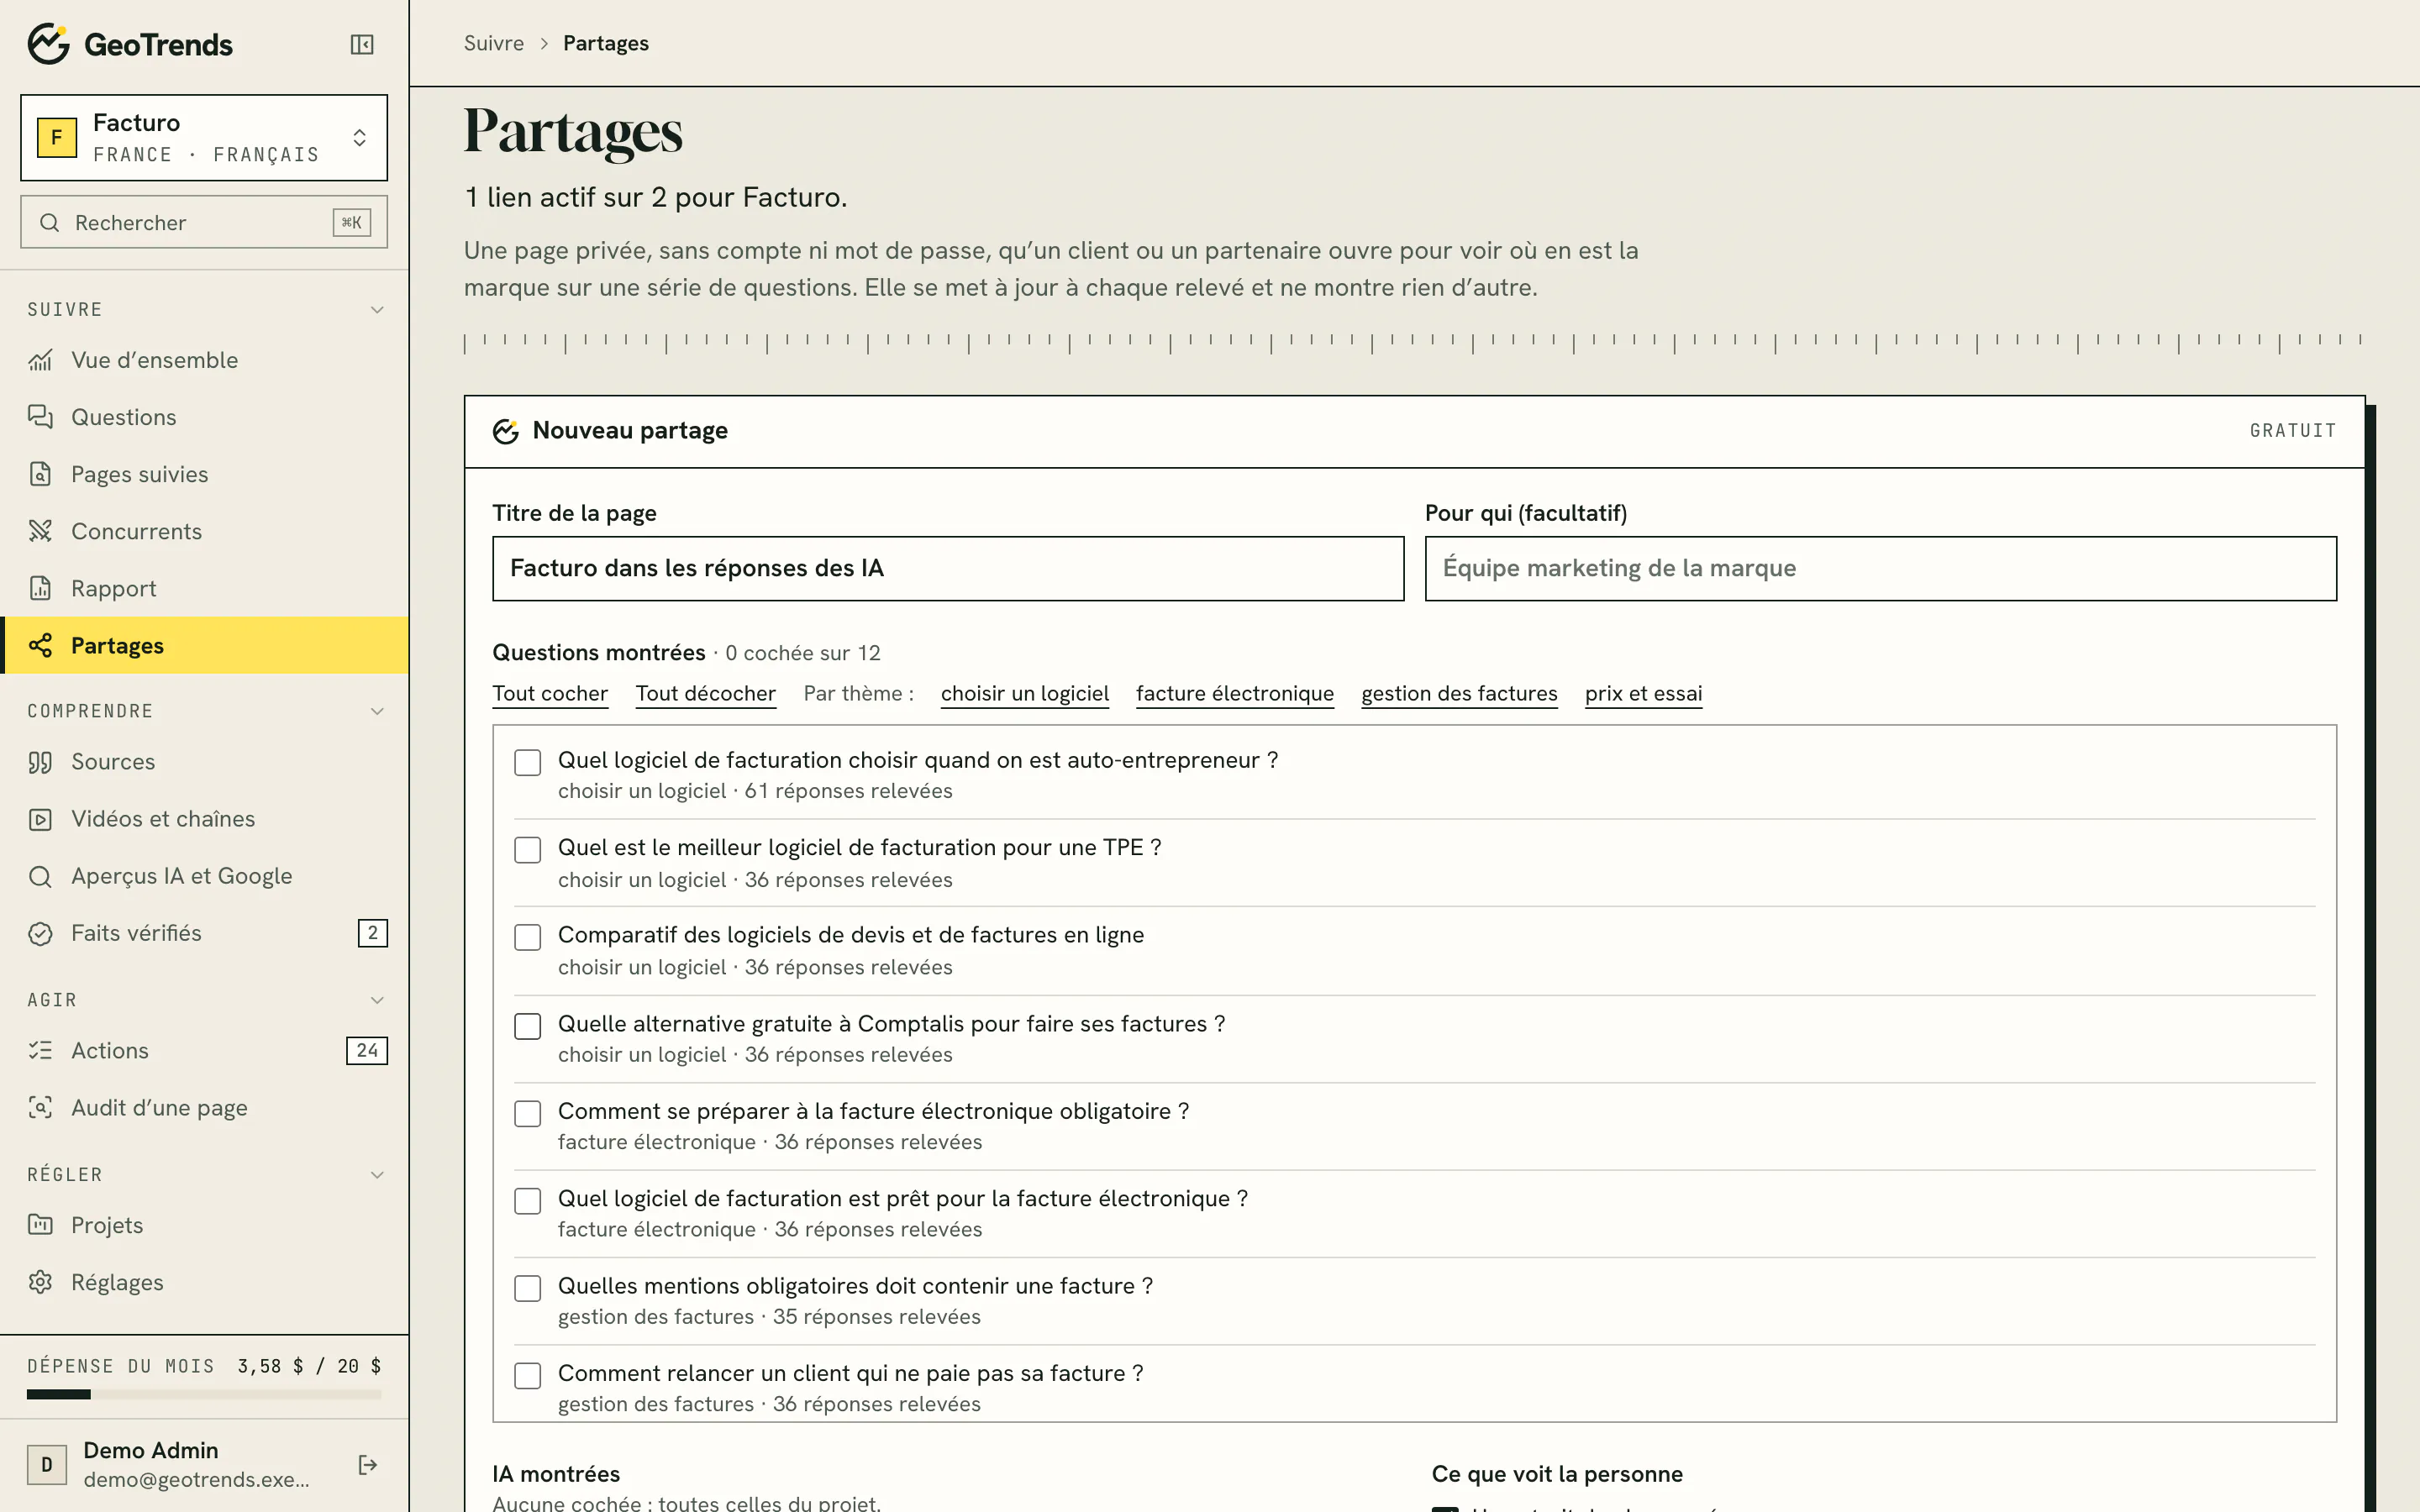 GeoTrends
F
Facturo
FRANCE · FRANÇAIS
Rechercher
⌘K
SUIVRE
Vue d’ensemble
Questions
Pages suivies
Concurrents
Rapport
Partages
COMPRENDRE
Sources
Vidéos et chaînes
Aperçus IA et Google
Faits vérifiés
2
AGIR
Actions
24
Audit d’une page
RÉGLER
Projets
Réglages
DÉPENSE DU MOIS 3,58 $ / 20 $
D
Demo Admin
demo@geotrends.exe...
Suivre > Partages
Partages
1 lien actif sur 2 pour Facturo.
Une page privée, sans compte ni mot de passe, qu’un client ou un partenaire ouvre pour voir où en est la
marque sur une série de questions. Elle se met à jour à chaque relevé et ne montre rien d’autre.
Nouveau partage
GRATUIT
Titre de la page
Facturo dans les réponses des IA
Pour qui (facultatif)
Équipe marketing de la marque
Questions montrées · 0 cochée sur 12
Tout cocher Tout décocher Par thème : choisir un logiciel facture électronique gestion des factures prix et essai
Quel logiciel de facturation choisir quand on est auto-entrepreneur ?
choisir un logiciel · 61 réponses relevées
Quel est le meilleur logiciel de facturation pour une TPE ?
choisir un logiciel · 36 réponses relevées
Comparatif des logiciels de devis et de factures en ligne
choisir un logiciel · 36 réponses relevées
Quelle alternative gratuite à Comptalis pour faire ses factures ?
choisir un logiciel · 36 réponses relevées
Comment se préparer à la facture électronique obligatoire ?
facture électronique · 36 réponses relevées
Quel logiciel de facturation est prêt pour la facture électronique ?
facture électronique · 36 réponses relevées
Quelles mentions obligatoires doit contenir une facture ?
gestion des factures · 35 réponses relevées
Comment relancer un client qui ne paie pas sa facture ?
gestion des factures · 36 réponses relevées
IA montrées
Aucune cochée : toutes celles du projet.
Ce que voit la personne